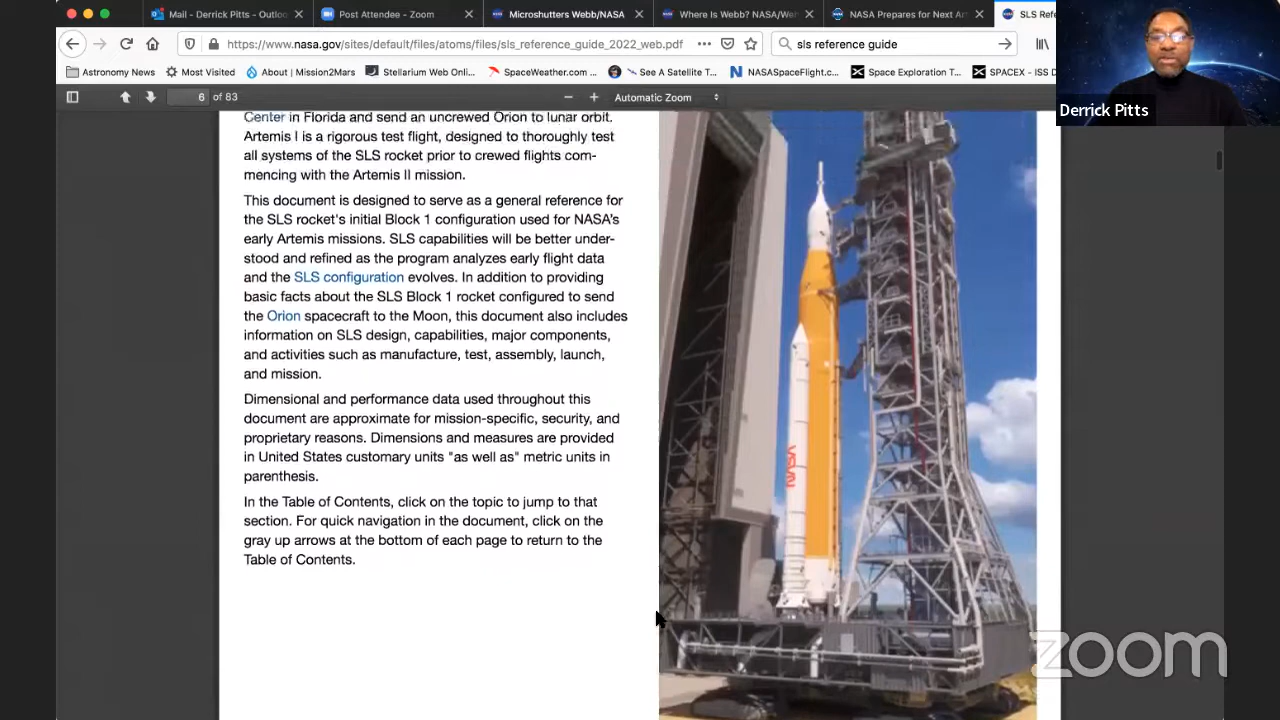 Mail - Derrick Pitts - Outloo
Post Attendee - Zoom
Microshutters Webb/NASA
Where Is Webb? NASA/We
NASA Prepares for Next Ar
SLS Refe
https://www.nasa.gov/sites/default/files/atoms/files/sls_reference_guide_2022_web.pdf
sls reference guide
Astronomy News
Most Visited
About | Mission2Mars
Stellarium Web Onli...
SpaceWeather.com ...
See A Satellite T...
NASASpaceFlight.c...
Space Exploration T...
SPACEX - ISS D
6 of 83
Automatic Zoom
Derrick Pitts
Center in Florida and send an uncrewed Orion to lunar orbit.
Artemis I is a rigorous test flight, designed to thoroughly test
all systems of the SLS rocket prior to crewed flights com-
mencing with the Artemis II mission.
This document is designed to serve as a general reference for
the SLS rocket's initial Block 1 configuration used for NASA's
early Artemis missions. SLS capabilities will be better under-
stood and refined as the program analyzes early flight data
and the SLS configuration evolves. In addition to providing
basic facts about the SLS Block 1 rocket configured to send
the Orion spacecraft to the Moon, this document also includes
information on SLS design, capabilities, major components,
and activities such as manufacture, test, assembly, launch,
and mission.
Dimensional and performance data used throughout this
document are approximate for mission-specific, security, and
proprietary reasons. Dimensions and measures are provided
in United States customary units "as well as" metric units in
parenthesis.
In the Table of Contents, click on the topic to jump to that
section. For quick navigation in the document, click on the
gray up arrows at the bottom of each page to return to the
Table of Contents.
NASA
zoom